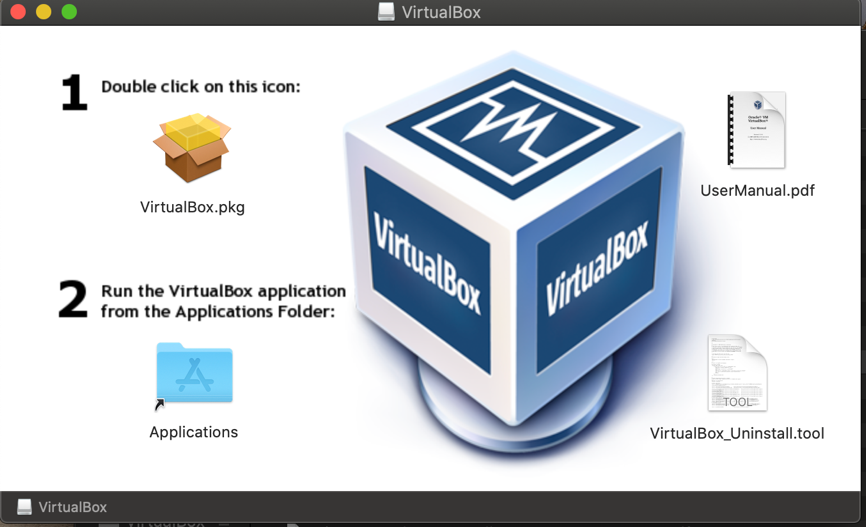 VirtualBox
1
Double click on this icon:
VirtualBox.pkg
UserManual.pdf
VirtualBox
VirtualBox
2
Run the VirtualBox application
from the Applications Folder:
Applications
TOOL
VirtualBox_Uninstall.tool
VirtualBox